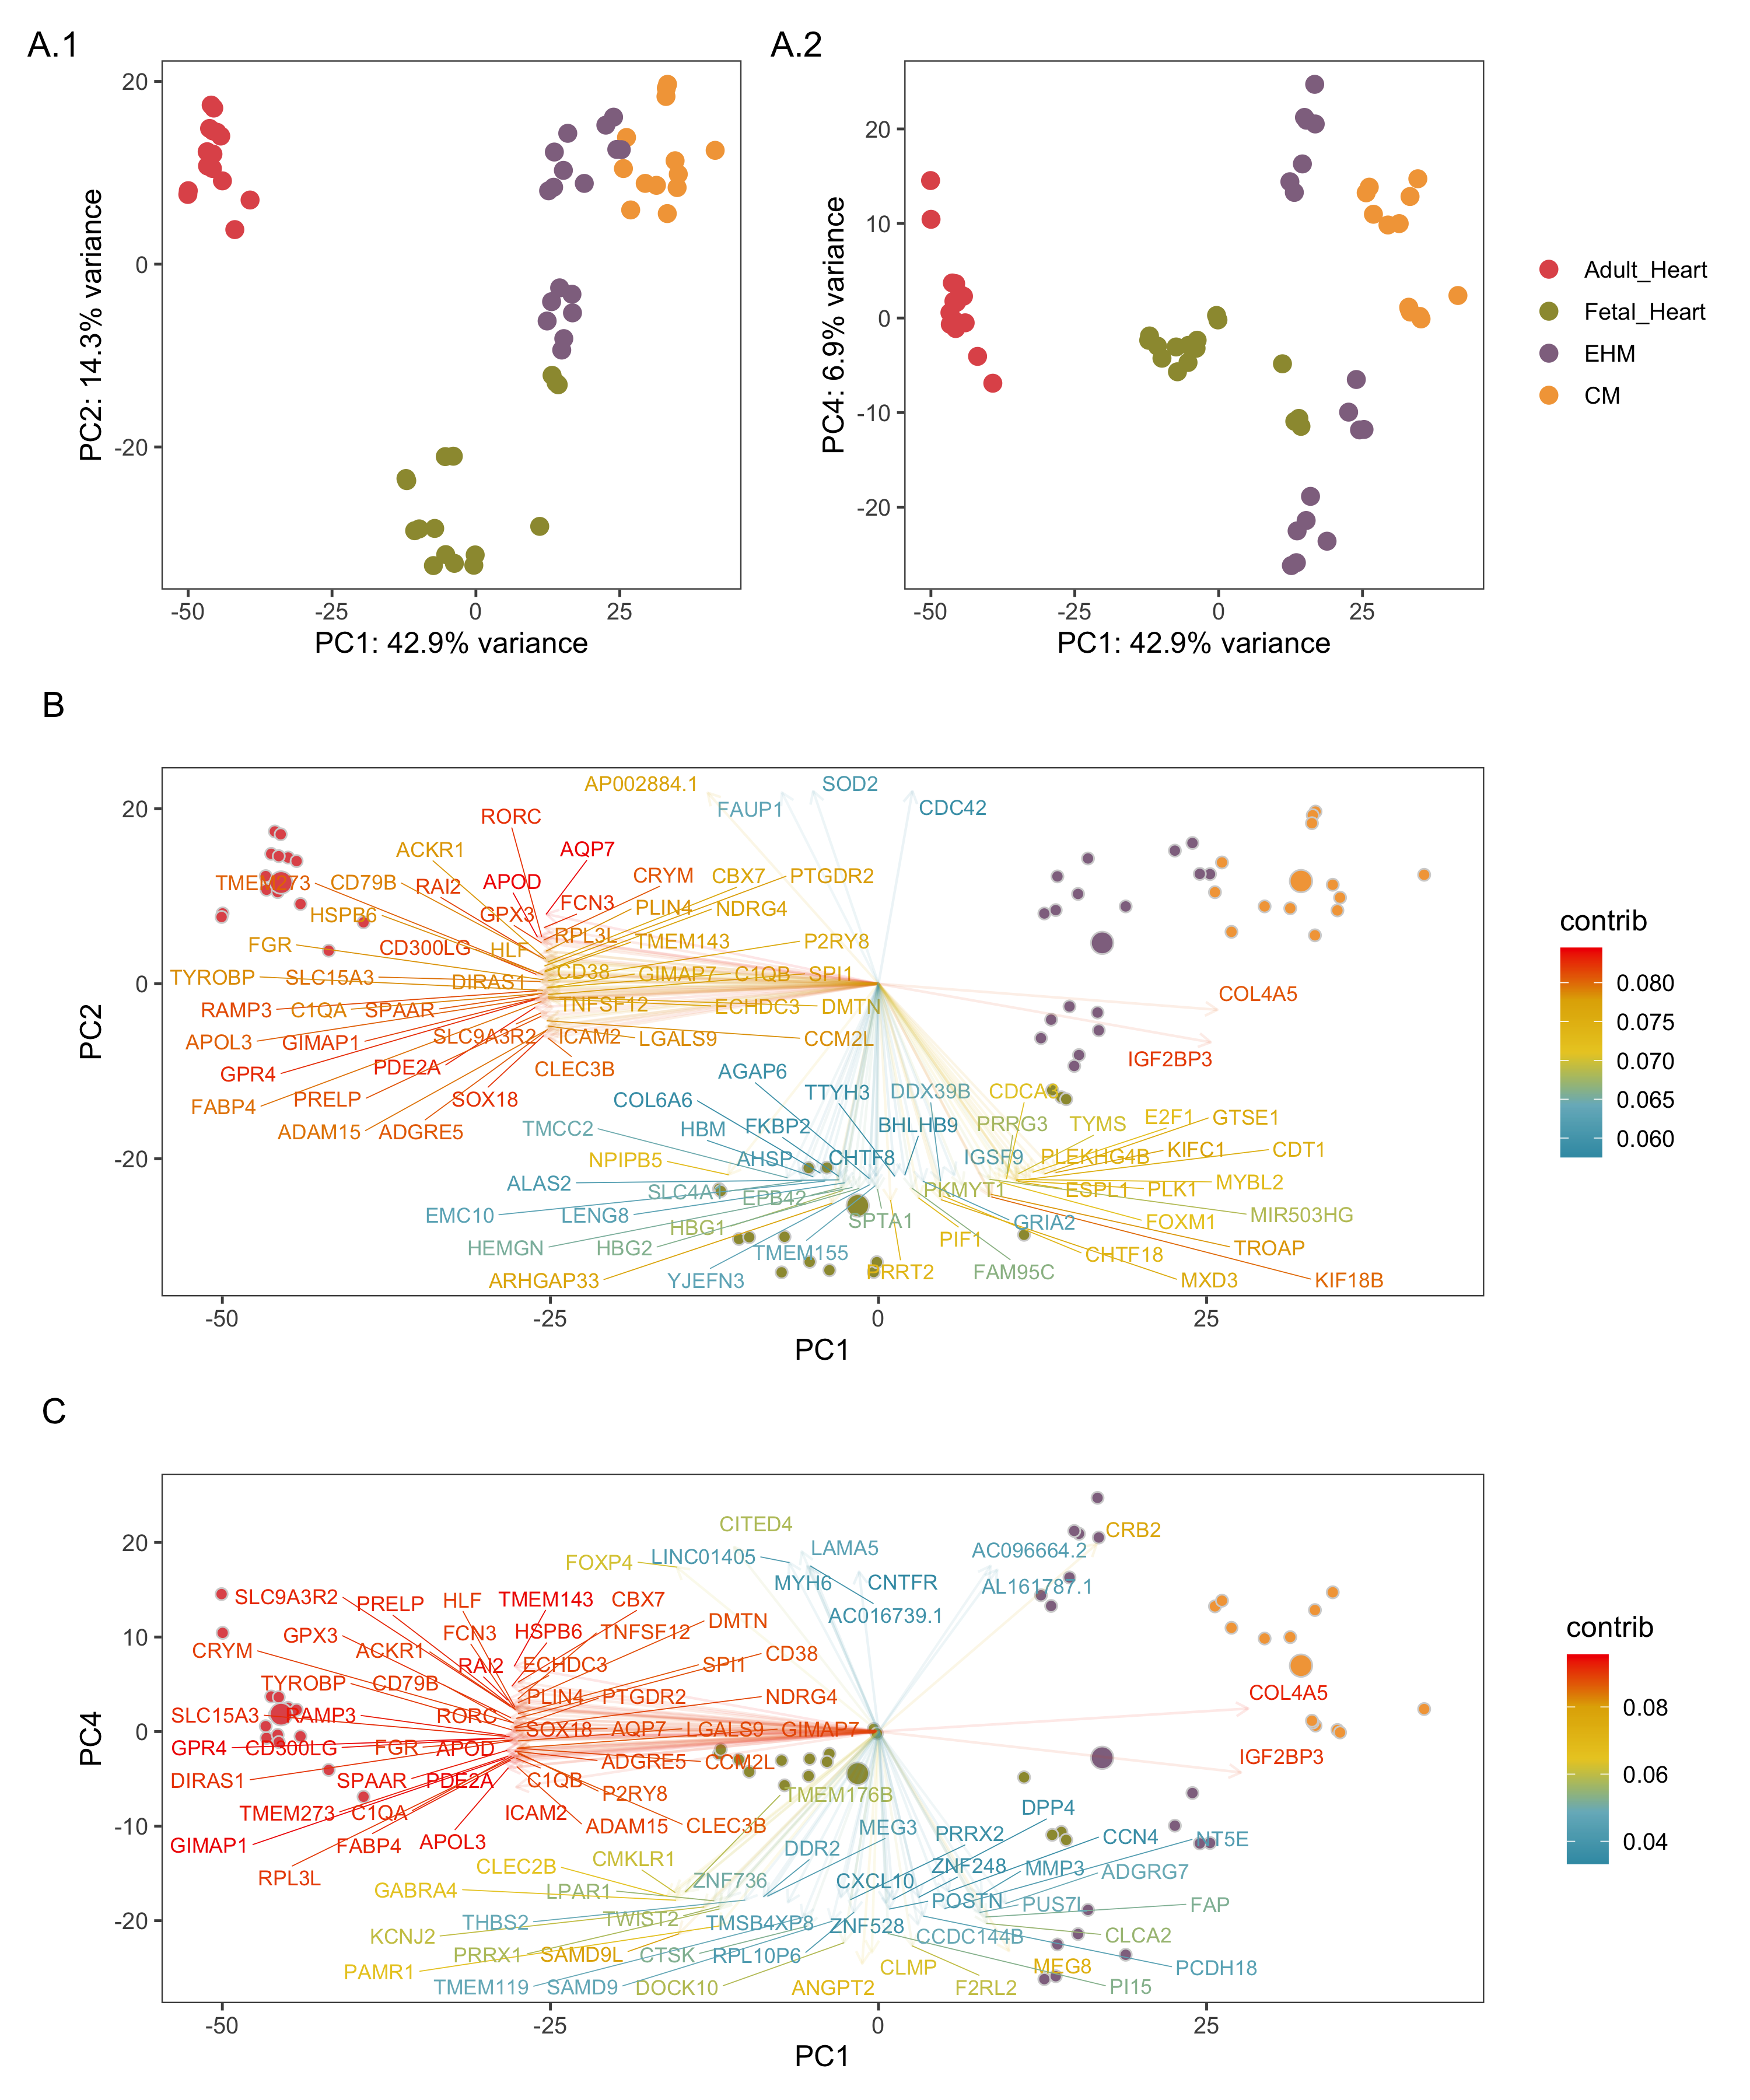 A.1
A.2
20
0
-20
-50
-25
0
25
PC2: 14.3% variance
PC1: 42.9% variance
20
10
0
-10
-20
-50
-25
0
25
PC4: 6.9% variance
PC1: 42.9% variance
Adult_Heart
Fetal_Heart
EHM
CM
B
AP002884.1
SOD2
FAUP1
CDC42
RORC
ACKR1
AQP7
TMEM273
CD79B
RAI2
APOD
CRYM
CBX7
PTGDR2
HSPB6
GPX3
FCN3
PLIN4
NDRG4
FGR
CD300LG
HLF
RPL3L
TMEM143
P2RY8
TYROBP
SLC15A3
DIRAS1
CD38
GIMAP7
C1QB
SPI1
RAMP3
C1QA
SPAAR
TNFSF12
ECHDC3
DMTN
COL4A5
APOL3
GIMAP1
SLC9A3R2
ICAM2
LGALS9
CCM2L
IGF2BP3
GPR4
PDE2A
CLEC3B
FABP4
PRELP
SOX18
ADAM15
ADGRE5
AGAP6
COL6A6
TTYH3
DDX39B
CDCA
TMCC2
HBM
FKBP2
BHLHB9
PRRG3
TYMS
E2F1
GTSE1
NPIPB5
AHSP
CHTF8
IGSF9
PLEKHG4B
KIFC1
CDT1
ALAS2
SLC4A
EPB42
PKMYT1
ESPL1
PLK1
MYBL2
EMC10
LENG8
HBG1
SPTA1
GRIA2
FOXM1
MIR503HG
HEMGN
HBG2
TMEM155
PIF1
CHTF18
TROAP
ARHGAP33
YJEFN3
PRRT2
FAM95C
MXD3
KIF18B
20
0
-20
-50
-25
0
25
PC2
PC1
contrib
0.080
0.075
0.070
0.065
0.060
C
CITED4
FOXP4
LINC01405
LAMA5
AC096664.2
CRB2
MYH6
CNTFR
AL161787.1
AC016739.1
SLC9A3R2
PRELP
HLF
TMEM143
CBX7
GPX3
FCN3
HSPB6
TNFSF12
DMTN
CRYM
ACKR1
RAI2
ECHDC3
SPI1
CD38
TYROBP
CD79B
PLIN4
PTGDR2
NDRG4
COL4A5
SLC15A3
RAMP3
RORC
SOX18
AQP7
LGALS9
GIMAP7
GPR4
CD300LG
FGR
APOD
ADGRE5
CCM2L
IGF2BP3
DIRAS1
SPAAR
PDE2A
C1QB
P2RY8
TMEM176B
TMEM273
C1QA
ICAM2
ADAM15
CLEC3B
GIMAP1
FABP4
APOL3
RPL3L
DPP4
MEG3
PRRX2
CCN4
NT5E
CLEC2B
CMKLR1
DDR2
ZNF248
MMP3
ADGRG7
GABRA4
LPAR1
ZNF736
CXCL10
POSTN
PUS7L
FAP
KCNJ2
THBS2
TWIST2
TMSB4XP8
ZNF528
CCDC144B
CLCA2
PRRX1
SAMD9L
CTSK
RPL10P6
CLMP
MEG8
PCDH18
PAMR1
TMEM119
SAMD9
DOCK10
ANGPT2
F2RL2
PI15
20
10
0
-10
-20
-50
-25
0
25
PC4
PC1
contrib
0.08
0.06
0.04